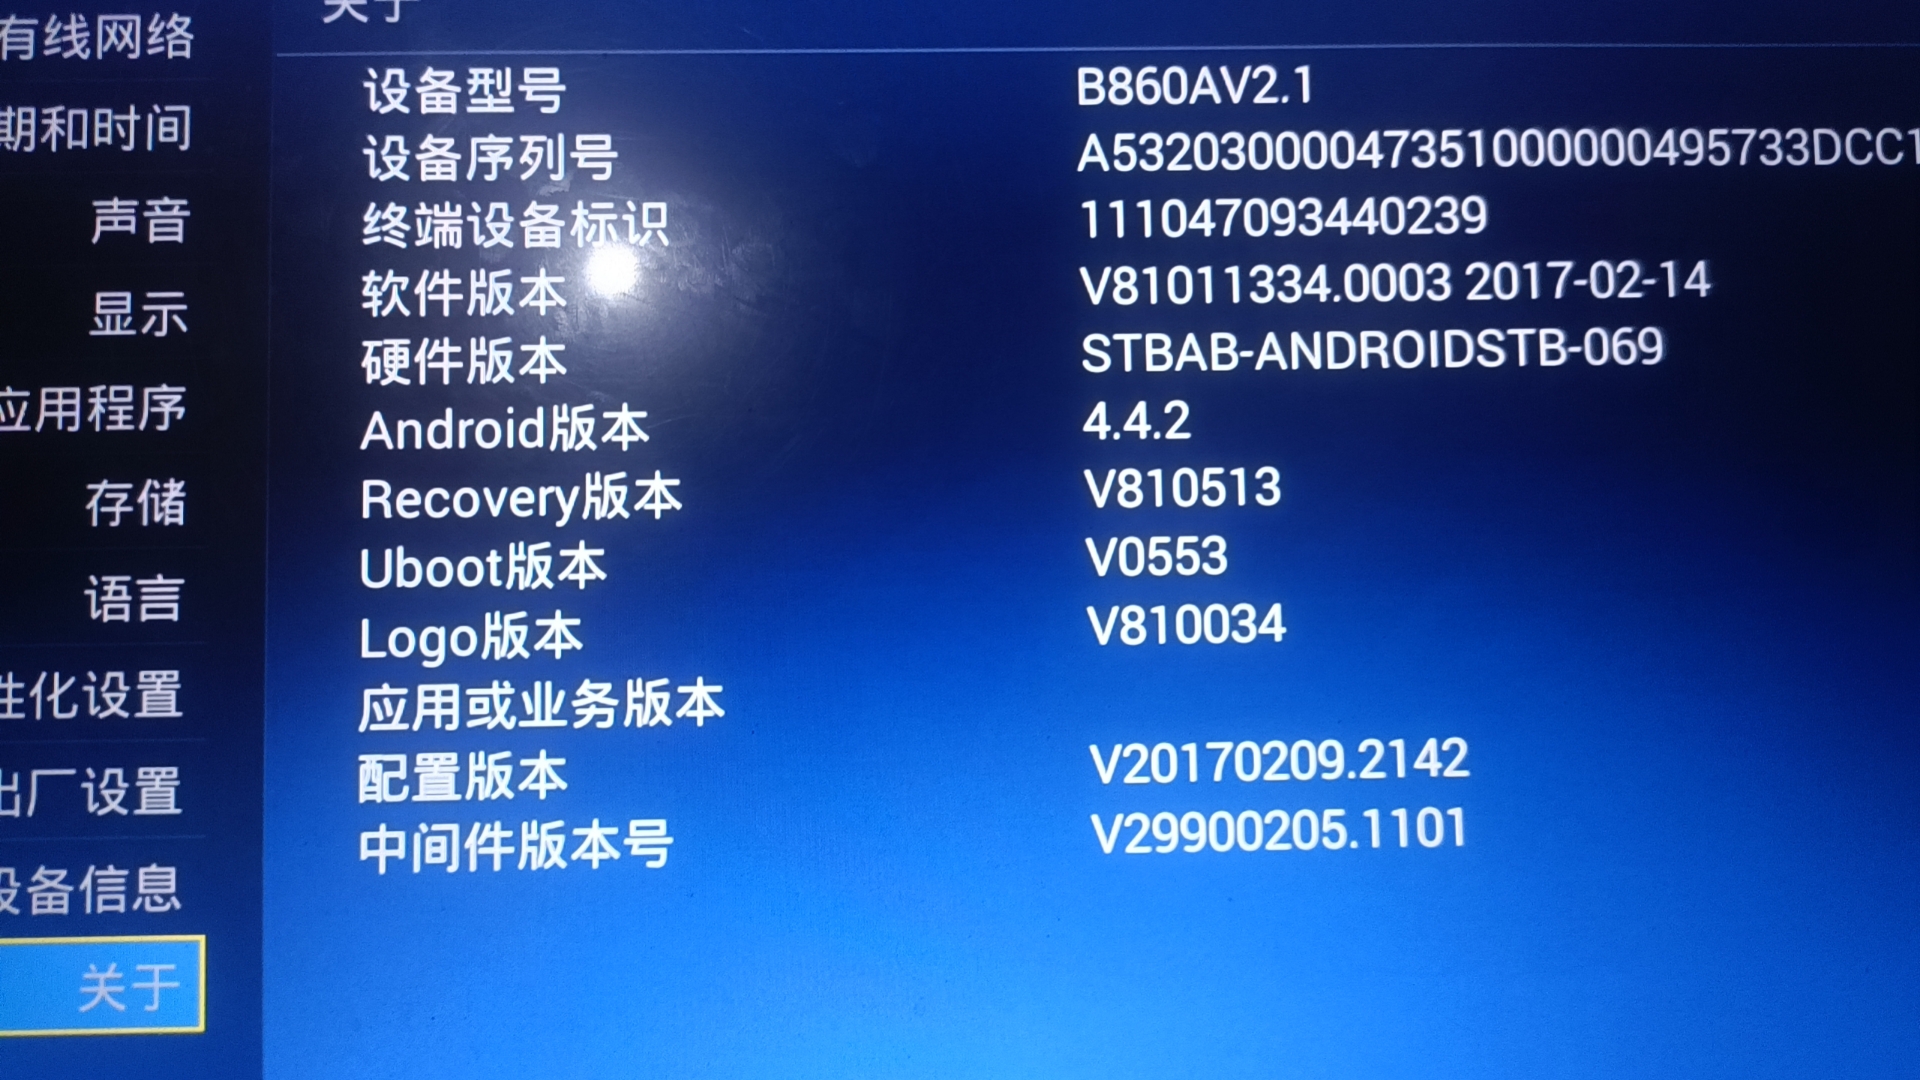 关于
有线网络
期和时间
声音
显示
应用程序
存储
语言
性化设置
出厂设置
设备信息
关于
设备型号 B860AV2.1
设备序列号 A53203000047351000000495733DCC1
终端设备标识 111047093440239
软件版本 V81011334.0003 2017-02-14
硬件版本 STBAB-ANDROIDSTB-069
Android版本 4.4.2
Recovery版本 V810513
Uboot版本 V0553
Logo版本 V810034
应用或业务版本
配置版本 V20170209.2142
中间件版本号 V29900205.1101